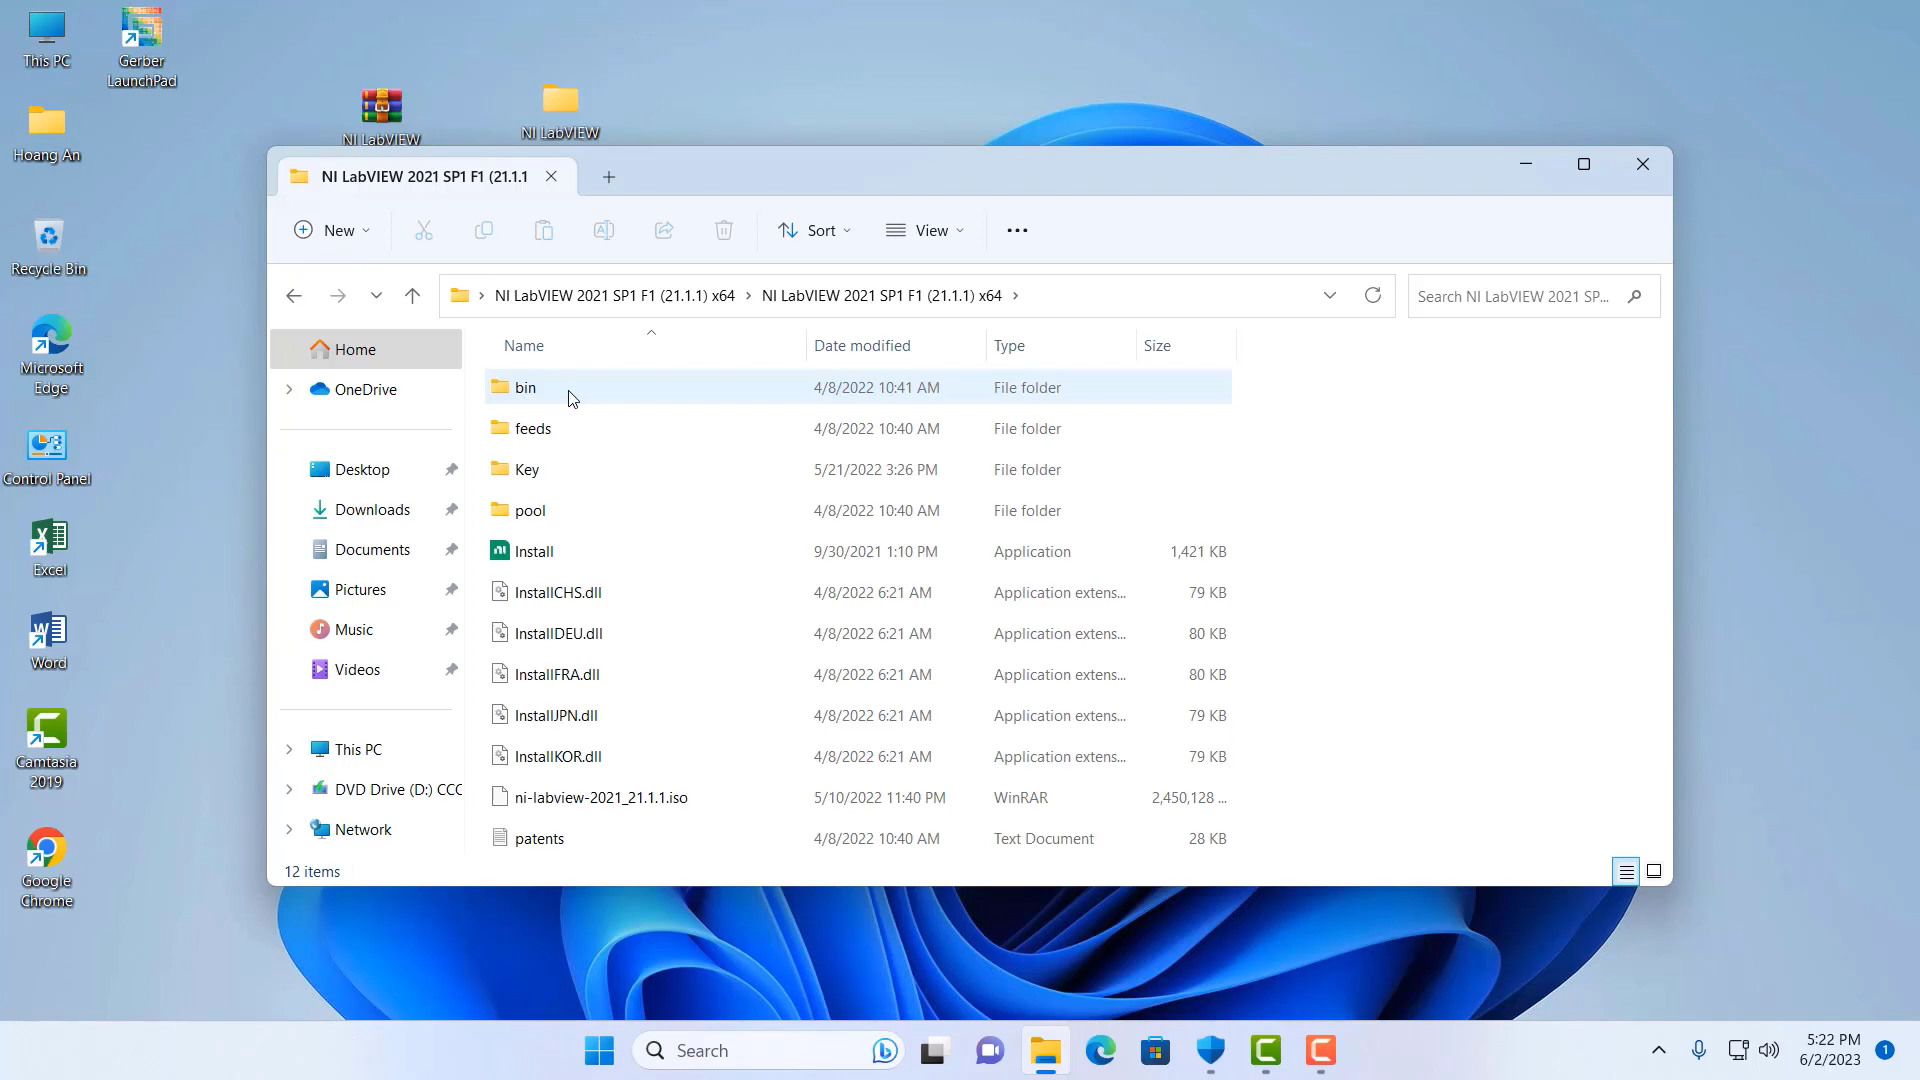 This PC
Gerber
LaunchPad
Hoang An
Recycle Bin
Microsoft
Edge
Control Panel
Excel
Word
Camtasia
2019
Google
Chrome
NI LabVIEW
NI LabVIEW
NI LabVIEW 2021 SP1 F1 (21.1.1
New
Sort
View
NI LabVIEW 2021 SP1 F1 (21.1.1) x64 > NI LabVIEW 2021 SP1 F1 (21.1.1) x64 >
Search NI LabVIEW 2021 SP...
Home
OneDrive
Desktop
Downloads
Documents
Pictures
Music
Videos
This PC
DVD Drive (D:) CCC
Network
Name Date modified Type Size
bin 4/8/2022 10:41 AM File folder
feeds 4/8/2022 10:40 AM File folder
Key 5/21/2022 3:26 PM File folder
pool 4/8/2022 10:40 AM File folder
Install 9/30/2021 1:10 PM Application 1,421 KB
InstallCHS.dll 4/8/2022 6:21 AM Application extens... 79 KB
InstallDEU.dll 4/8/2022 6:21 AM Application extens... 80 KB
InstallFRA.dll 4/8/2022 6:21 AM Application extens... 80 KB
InstallJPN.dll 4/8/2022 6:21 AM Application extens... 79 KB
InstallKOR.dll 4/8/2022 6:21 AM Application extens... 79 KB
ni-labview-2021_21.1.1.iso 5/10/2022 11:40 PM WinRAR 2,450,128 ...
patents 4/8/2022 10:40 AM Text Document 28 KB
12 items
Search
5:22 PM
6/2/2023
1